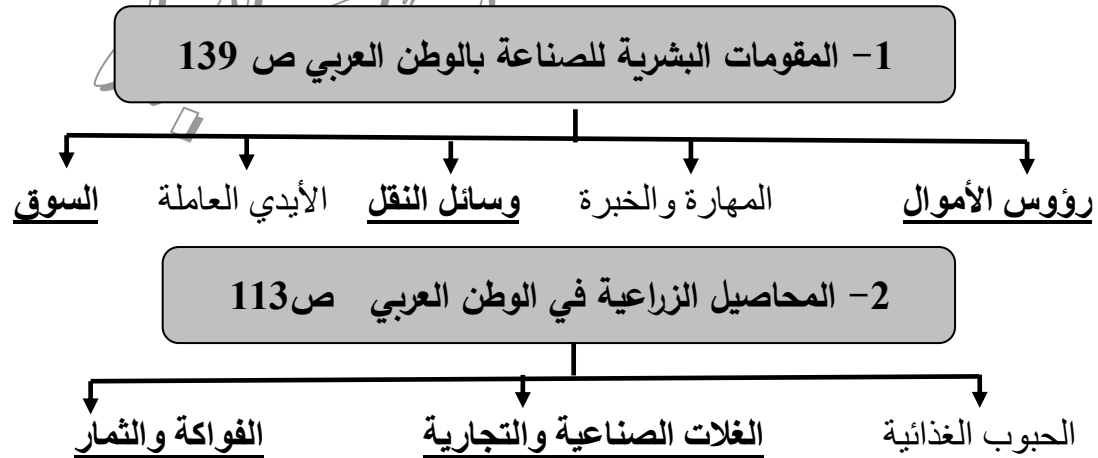 1- المقومات البشرية للصناعة بالوطن العربي ص 139
رؤوس الأموال المهارة والخبرة وسائل النقل الأيدي العاملة السوق
2- المحاصيل الزراعية في الوطن العربي ص113
الحبوب الغذائية الغلات الصناعية والتجارية الفواكة والثمار